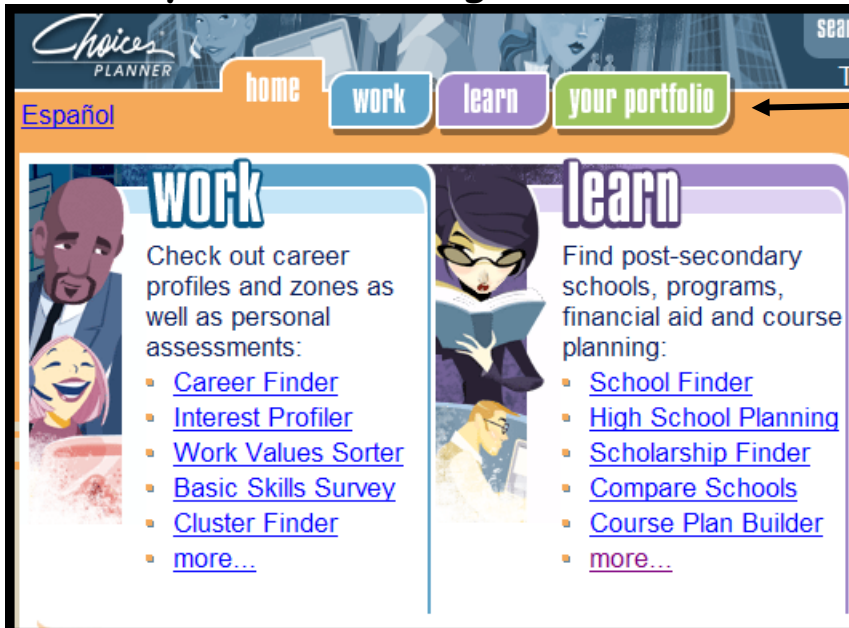 Choices
PLANNER
home
work
learn
your portfolio
Español
work
Check out career
profiles and zones as
well as personal
assessments:
Career Finder
Interest Profiler
Work Values Sorter
Basic Skills Survey
Cluster Finder
more...
learn
Find post-secondary
schools, programs,
financial aid and course
planning:
School Finder
High School Planning
Scholarship Finder
Compare Schools
Course Plan Builder
more...